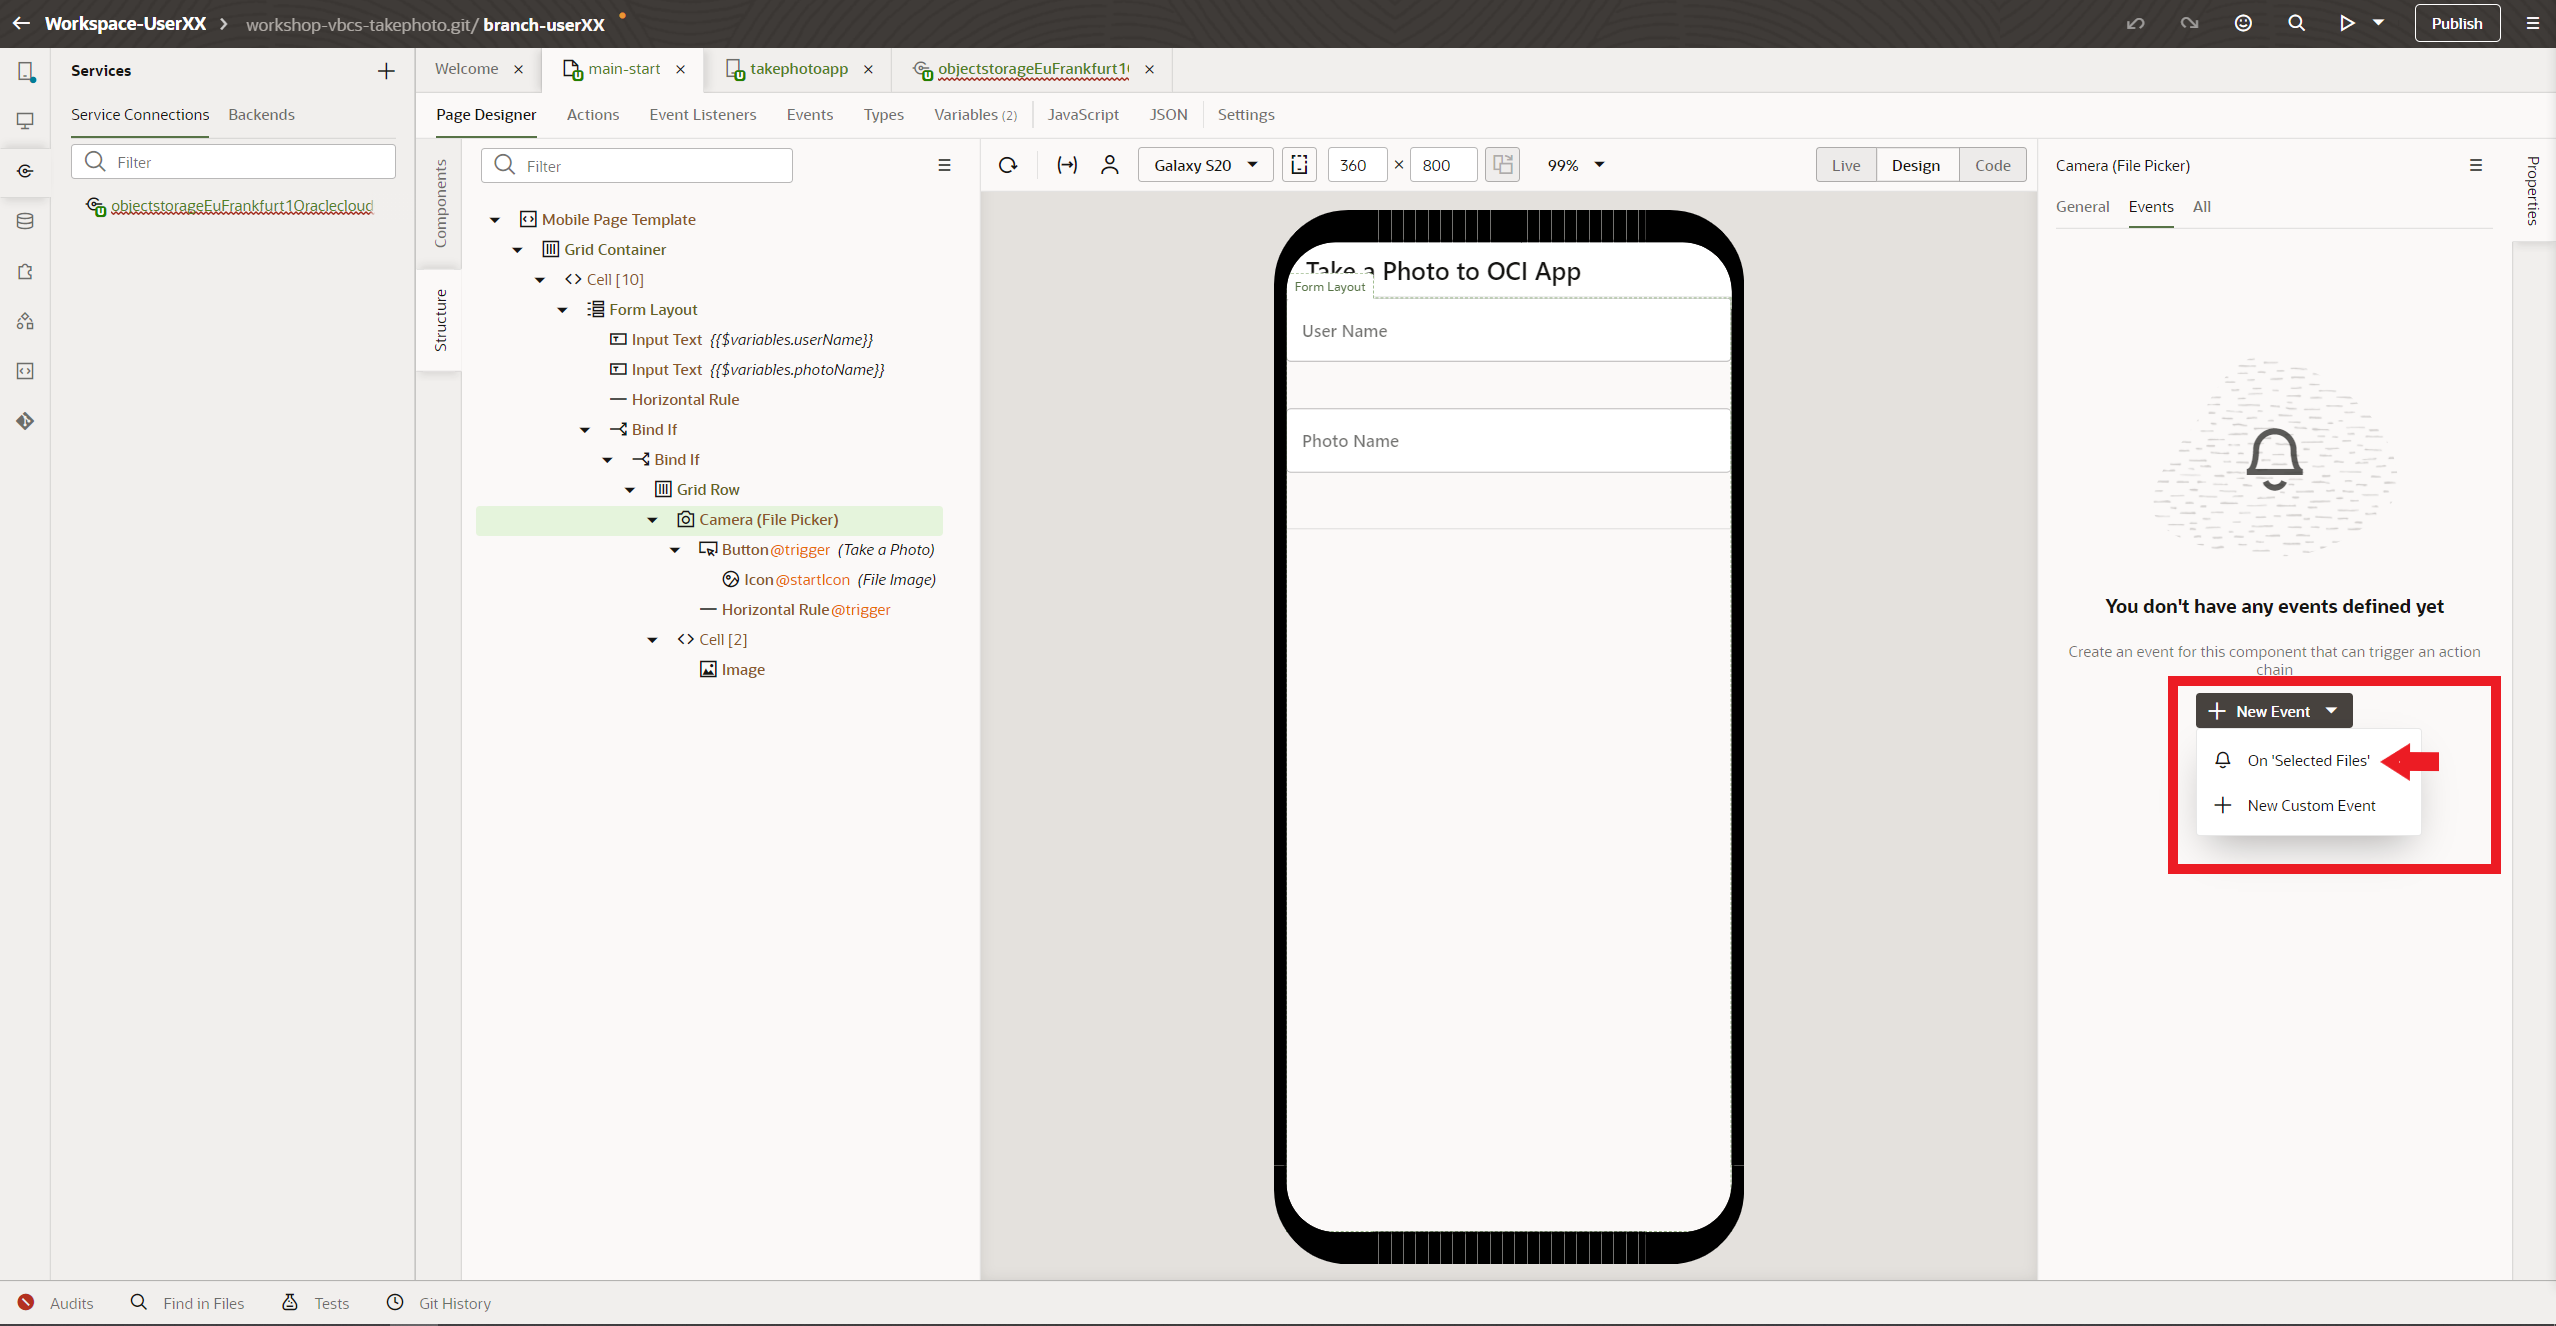 Workspace-UserXX > workshop-vbcs-takephoto.git/ branch-userXX
Publish
Services
Service Connections Backends
Filter
objectstorageEuFrankfurt1Oraclecloud
Welcome
main-start
takephotoapp
objectstorageEuFrankfurt1
Page Designer Actions Event Listeners Events Types Variables (2) JavaScript JSON Settings
Components
Structure
Filter
Mobile Page Template
Grid Container
Cell [10]
Form Layout
Input Text {{$variables.userName}}
Input Text {{$variables.photoName}}
Horizontal Rule
Bind If
Bind If
Grid Row
Camera (File Picker)
Button@trigger (Take a Photo)
Icon@startIcon (File Image)
Horizontal Rule@trigger
Cell [2]
Image
Galaxy S20 360 × 800 99% Live Design Code
Take a Photo to OCI App
Form Layout
User Name
Photo Name
Camera (File Picker)
Properties
General Events All
You don't have any events defined yet
Create an event for this component that can trigger an action
chain
+ New Event
On 'Selected Files'
+ New Custom Event
Audits Find in Files Tests Git History